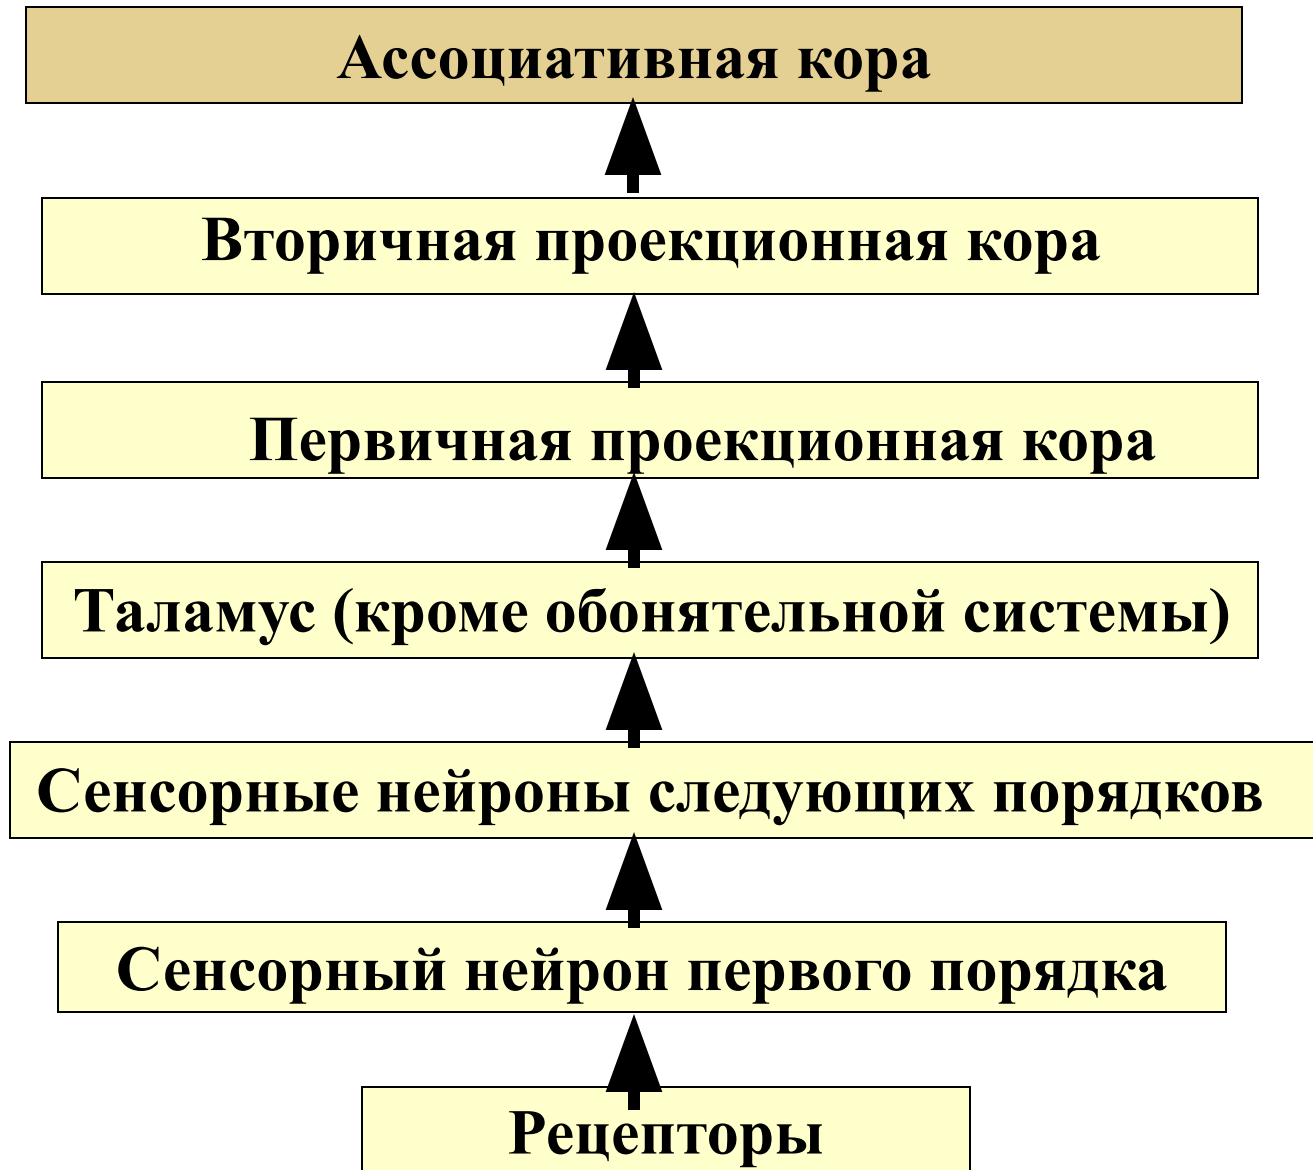 Ассоциативная кора
Вторичная проекционная кора
Первичная проекционная кора
Таламус (кроме обонятельной системы)
Сенсорные нейроны следующих порядков
Сенсорный нейрон первого порядка
Рецепторы